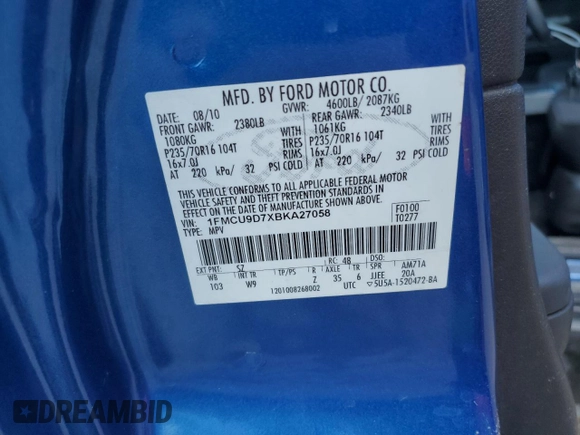 MFD. BY FORD MOTOR CO.
DATE: 08/10 GVWR: 4600LB/ 2087KG
FRONT GAWR: 2380LB REAR GAWR: 2340LB
1080KG WITH 1061KG WITH
P235/70R16 104T TIRES P235/70R16 104T TIRES
16x7.0J RIMS 16x7.0J RIMS
AT 220 kPa/ 32 PSI COLD AT 220 kPa/ 32 PSI COLD
THIS VEHICLE CONFORMS TO ALL APPLICABLE FEDERAL MOTOR
VEHICLE SAFETY AND THEFT PREVENTION STANDARDS IN
EFFECT ON THE DATE OF MANUFACTURE SHOWN ABOVE.
VIN: 1FMCU9D7XBKA27058 F0100
TYPE: MPV T0277
EXT PNT: SZ RC: 48 DSO:
WB INT TR TP/PS R AXLE TR SPR AM71A
103 W9 Z 35 6 JJEE 20A
1201008268002 UTC ▽5U5A-1520472-BA
DREAMBID